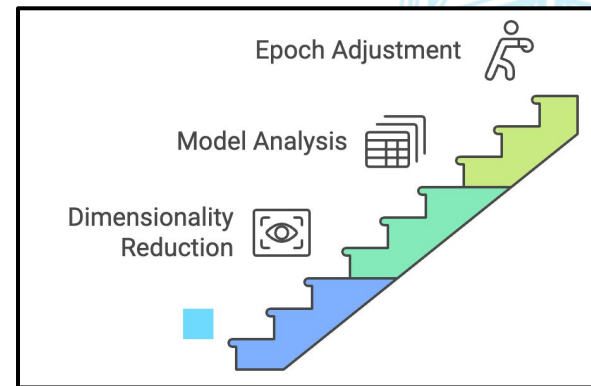 Epoch Adjustment
Model Analysis
Dimensionality
Reduction